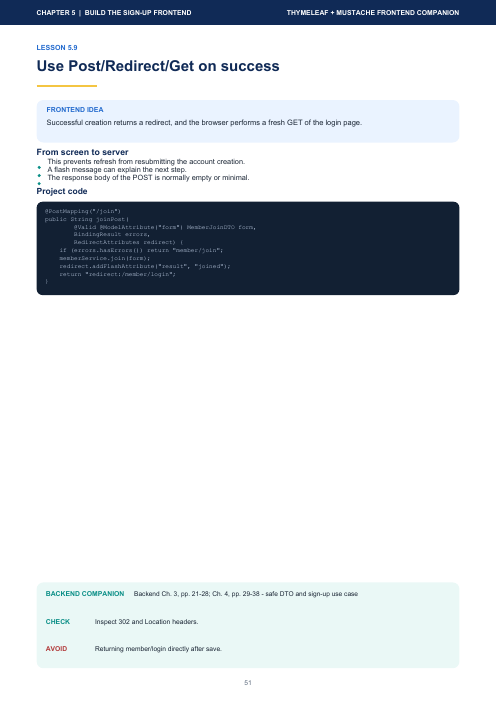 CHAPTER 5 | BUILD THE SIGN-UP FRONTEND    THYMELEAF + MUSTACHE FRONTEND COMPANION
LESSON 5.9
Use Post/Redirect/Get on success
FRONTEND IDEA
Successful creation returns a redirect, and the browser performs a fresh GET of the login page.
From screen to server
This prevents refresh from resubmitting the account creation.
A flash message can explain the next step.
The response body of the POST is normally empty or minimal.
Project code
@PostMapping("/join")
public String joinPost(
        @Valid @ModelAttribute("form") MemberJoinDTO form,
        BindingResult errors,
        RedirectAttributes redirect) {
    if (errors.hasErrors()) return "member/join";
    memberService.join(form);
    redirect.addFlashAttribute("result", "joined");
    return "redirect:/member/login";
}
BACKEND COMPANION    Backend Ch. 3, pp. 21-28; Ch. 4, pp. 29-38 - safe DTO and sign-up use case
CHECK    Inspect 302 and Location headers.
AVOID    Returning member/login directly after save.
51